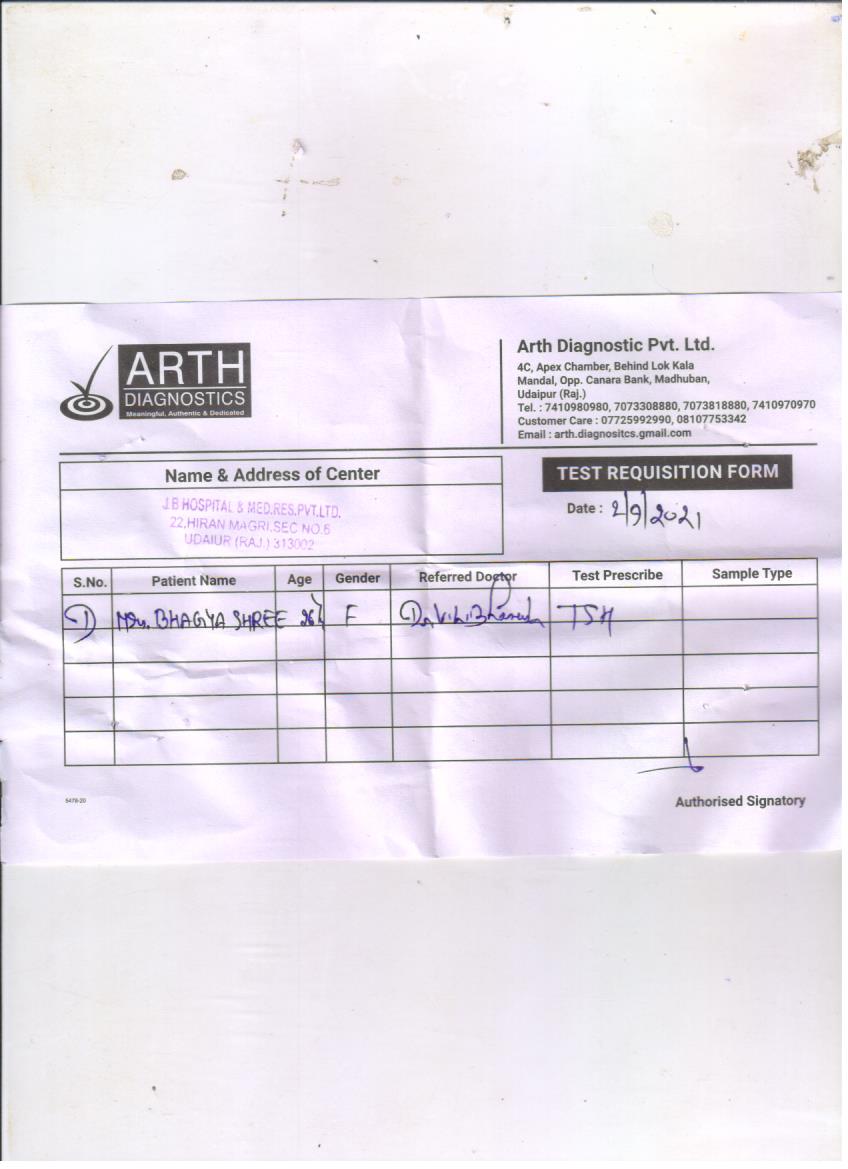 ARTH
DIAGNOSTICS
Meaningful, Authentic & Dedicated
Arth Diagnostic Pvt. Ltd.
4C, Apex Chamber, Behind Lok Kala
Mandal, Opp. Canara Bank, Madhuban,
Udaipur (Raj.)
Tel. : 7410980980, 7073308880, 7073818880, 7410970970
Customer Care : 07725992990, 08107753342
Email : arth.diagnositcs.gmail.com
Name & Address of Center
J.B HOSPITAL & MED.RES.PVT.LTD.
22,HIRAN MAGRI,SEC NO.6
UDAIUR (RAJ.) 313002
TEST REQUISITION FORM
Date : 2/9/2021
S.No. Patient Name Age Gender Referred Doctor Test Prescribe Sample Type
1) BHAGYA SHREE 26 F Dr. TSH
Authorised Signatory
5478-20